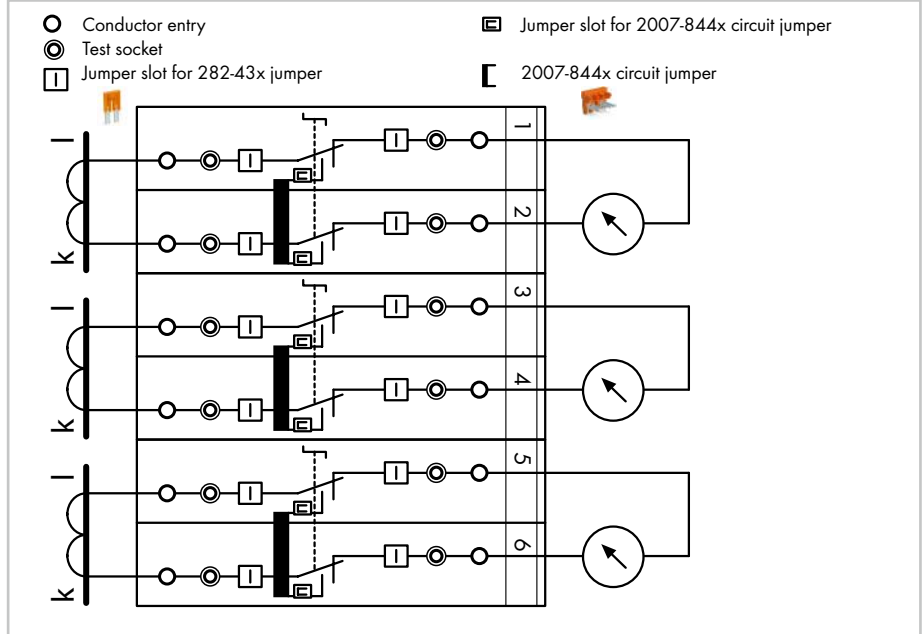 Conductor entry
Jumper slot for 2007-844x circuit jumper
Test socket
Jumper slot for 282-43x jumper
2007-844x circuit jumper
l
1
k
2
l
3
k
4
l
5
k
6